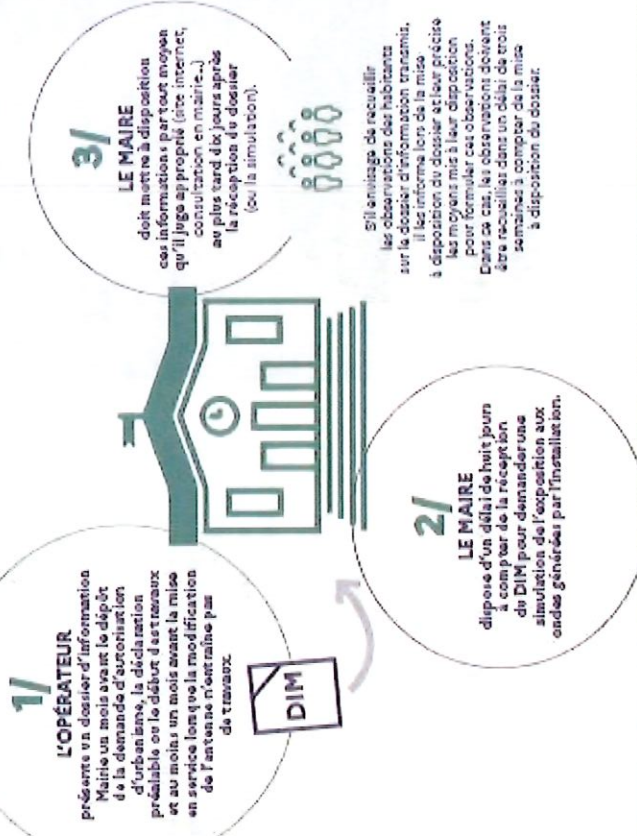 1/
L'OPÉRATEUR
présente un dossier d'information
Mairie un mois avant le dépôt
de la demande d'autorisation
d'urbanisme, la déclaration
préalable ou le début des travaux
et au moins un mois avant la mise
en service lorsque la modification
de l'antenne n'entraîne pas
de travaux.
DIM
2/
LE MAIRE
dispose d'un délai de huit jours
à compter de la réception
du DIM pour demander une
simulation de l'exposition aux
ondes générées par l'installation.
3/
LE MAIRE
doit mettre à disposition
ces informations par tout moyen
qu'il juge approprié (site internet,
consultation en mairie…)
au plus tard dix jours après
la réception du dossier
(ou la simulation).
S'il envisage de recueillir
les observations des habitants
sur le dossier d'information transmis,
il les informe lors de la mise
à disposition du dossier et leur précise
les moyens mis à leur disposition
pour formuler ces observations.
Dans ce cas, les observations doivent
être recueillies dans un délai de trois
semaines à compter de la mise
à disposition du dossier.